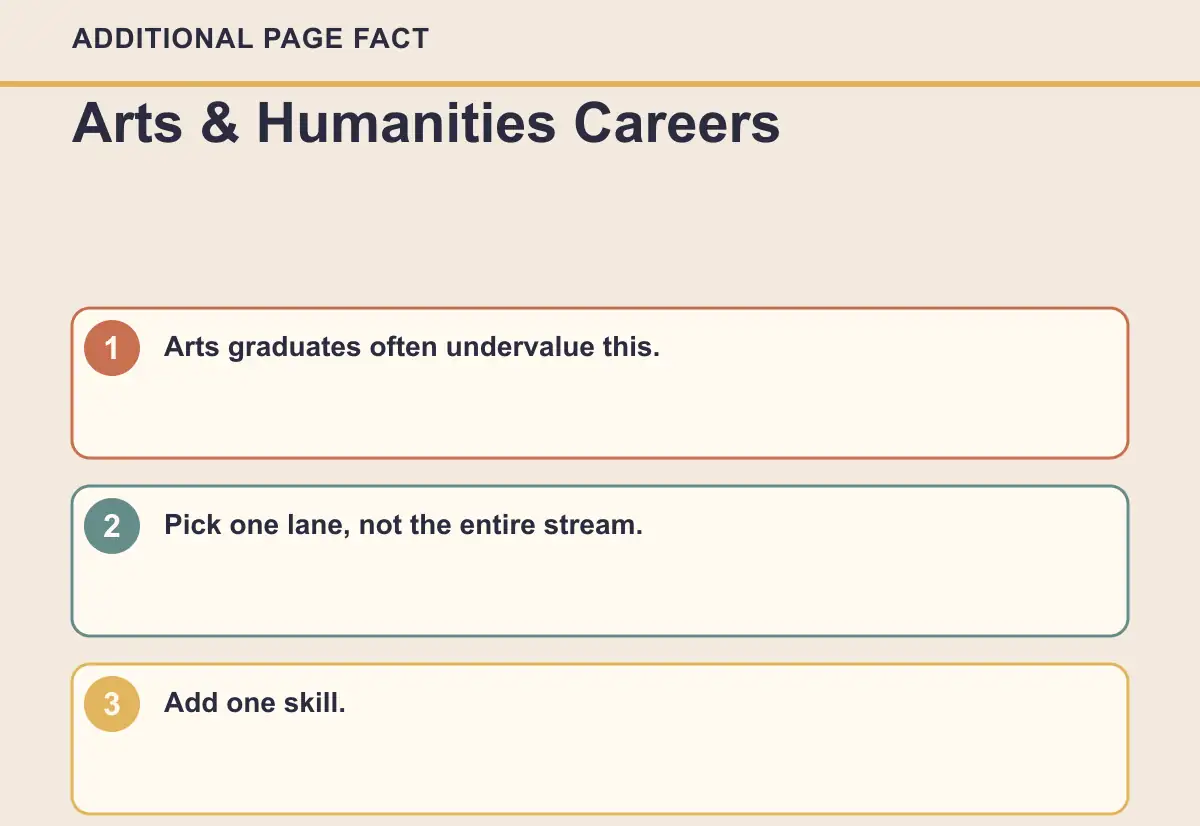 ADDITIONAL PAGE FACT
Arts & Humanities Careers
1
Arts graduates often undervalue this.
2
Pick one lane, not the entire stream.
3
Add one skill.